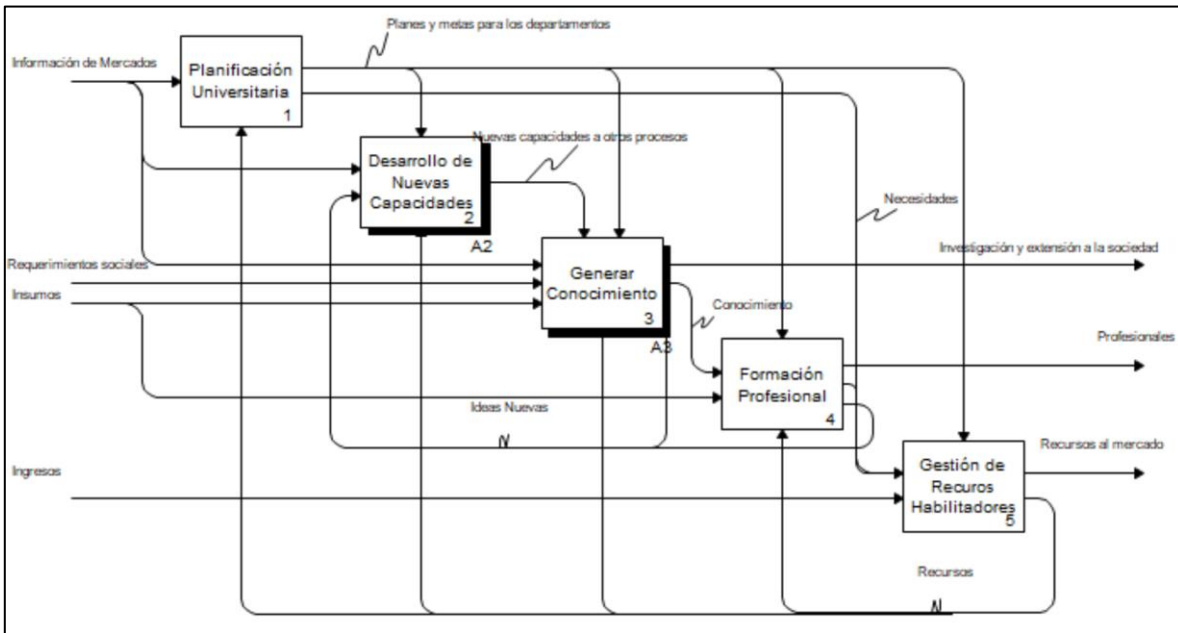 Planes y metas para los departamentos
Información de Mercados
Planificación
Universitaria
1
Nuevas capacidades a otros procesos
Desarrollo de
Nuevas
Capacidades
2
A2
Necesidades
Investigación y extensión a la sociedad
Requerimientos sociales
Insumos
Generar
Conocimiento
3
A3
Conocimiento
Profesionales
Formación
Profesional
4
Ideas Nuevas
Recursos al mercado
Ingresos
Gestión de
Recuros
Habilitadores
5
Recursos